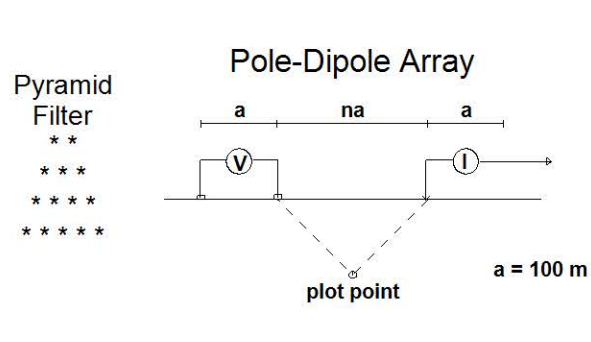 Pole-Dipole Array
Pyramid
Filter
* *
* * *
* * * *
* * * * *
a na a
V I
plot point
a = 100 m